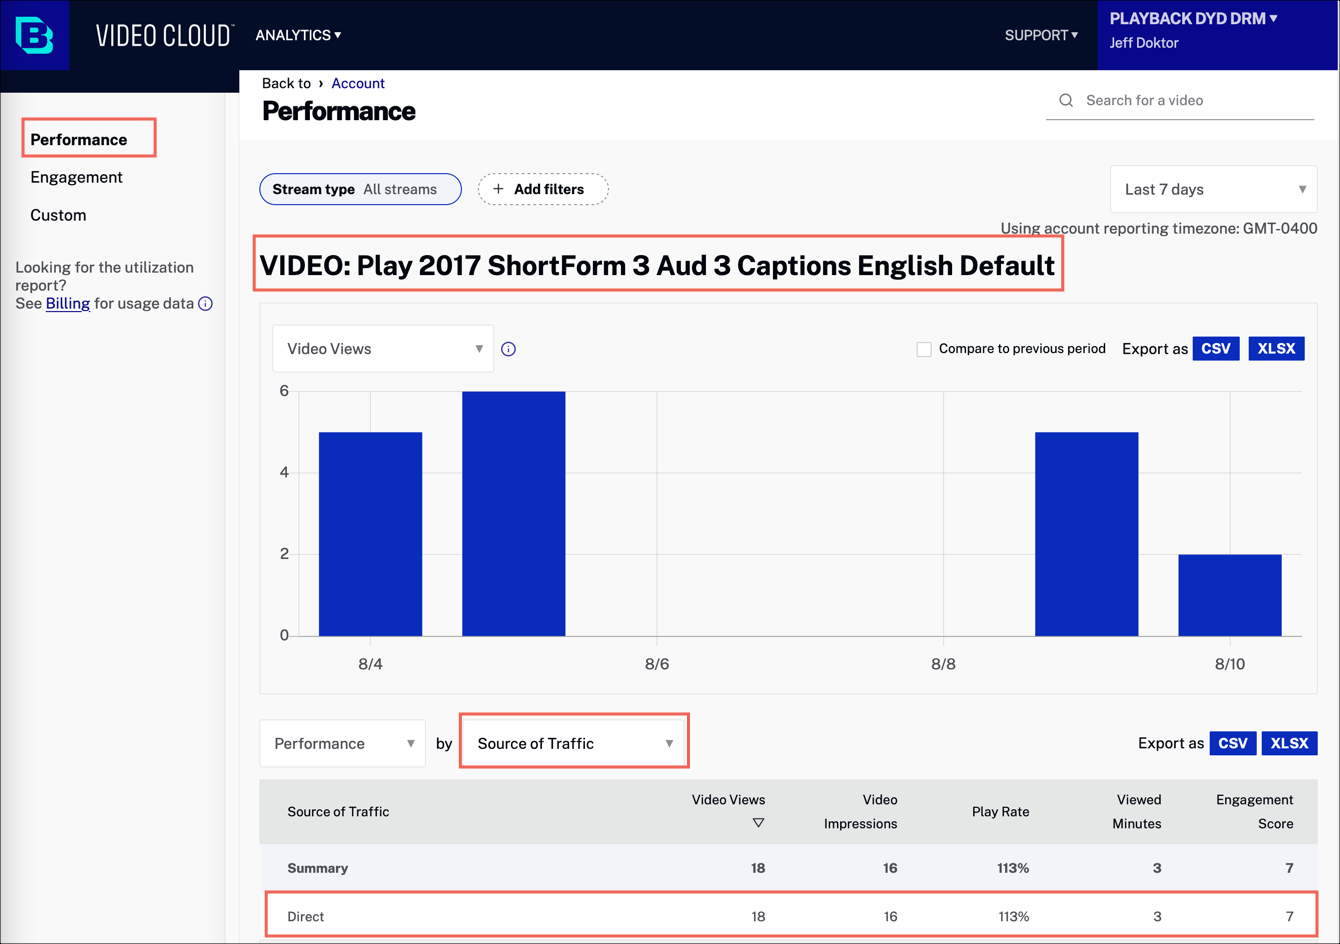 VIDEO CLOUD™
ANALYTICS ▾
SUPPORT ▾
PLAYBACK DYD DRM ▾
Jeff Doktor
Back to › Account
Performance
Search for a video
Performance
Engagement
Custom
Looking for the utilization
report?
See Billing for usage data
Stream type All streams
+ Add filters
Last 7 days
Using account reporting timezone: GMT-0400
VIDEO: Play 2017 ShortForm 3 Aud 3 Captions English Default
Video Views
Compare to previous period
Export as CSV XLSX
6
4
2
0
8/4 8/6 8/8 8/10
Performance by Source of Traffic
Export as CSV XLSX
Source of Traffic Video Views Video Impressions Play Rate Viewed Minutes Engagement Score
Summary 18 16 113% 3 7
Direct 18 16 113% 3 7